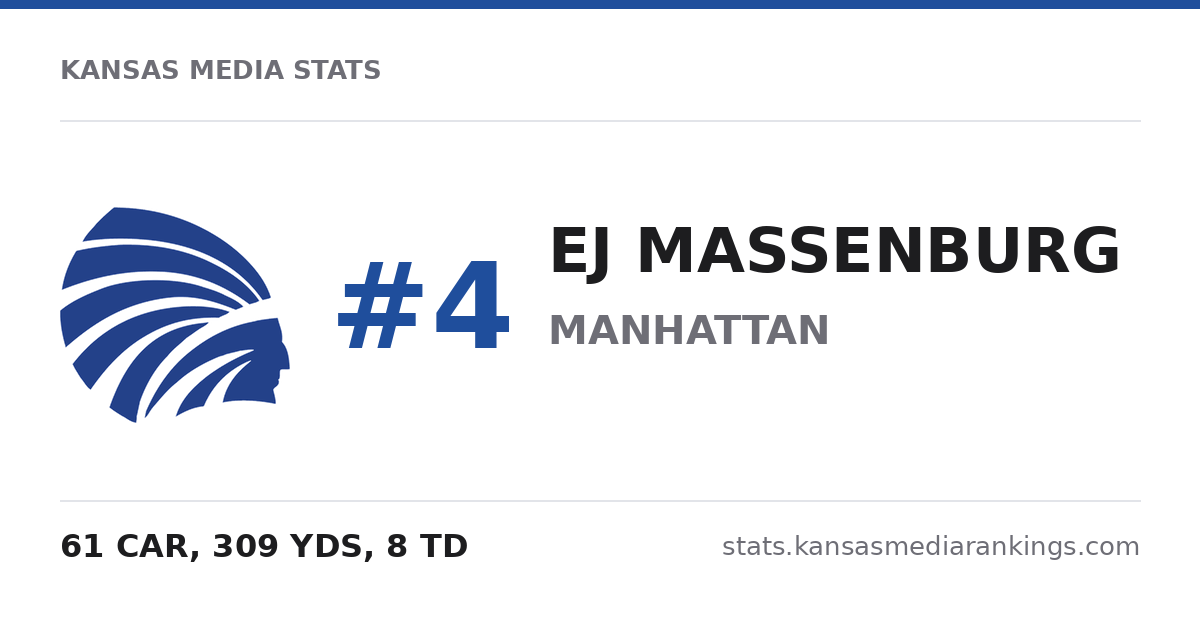 KANSAS MEDIA STATS
#4
EJ MASSENBURG
MANHATTAN
61 CAR, 309 YDS, 8 TD
stats.kansasmediarankings.com